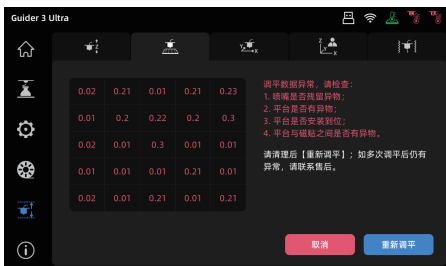 Guider 3 Ultra
0.02 0.21 0.01 0.21 0.23
0.01 0.2 0.22 0.2 0.3
0.02 0.01 0.3 0.01 0.01
0.01 0.01 0.01 0.21 0.01
0.02 0.01 0.21 0.01 0.21
调平数据异常，请检查：
1. 喷嘴是否残留异物；
2. 平台是否有异物；
3. 平台是否安装到位；
4. 平台与磁贴之间是否有异物。
请清理后【重新调平】；如多次调平后仍有
异常，请联系售后。
取消
重新调平